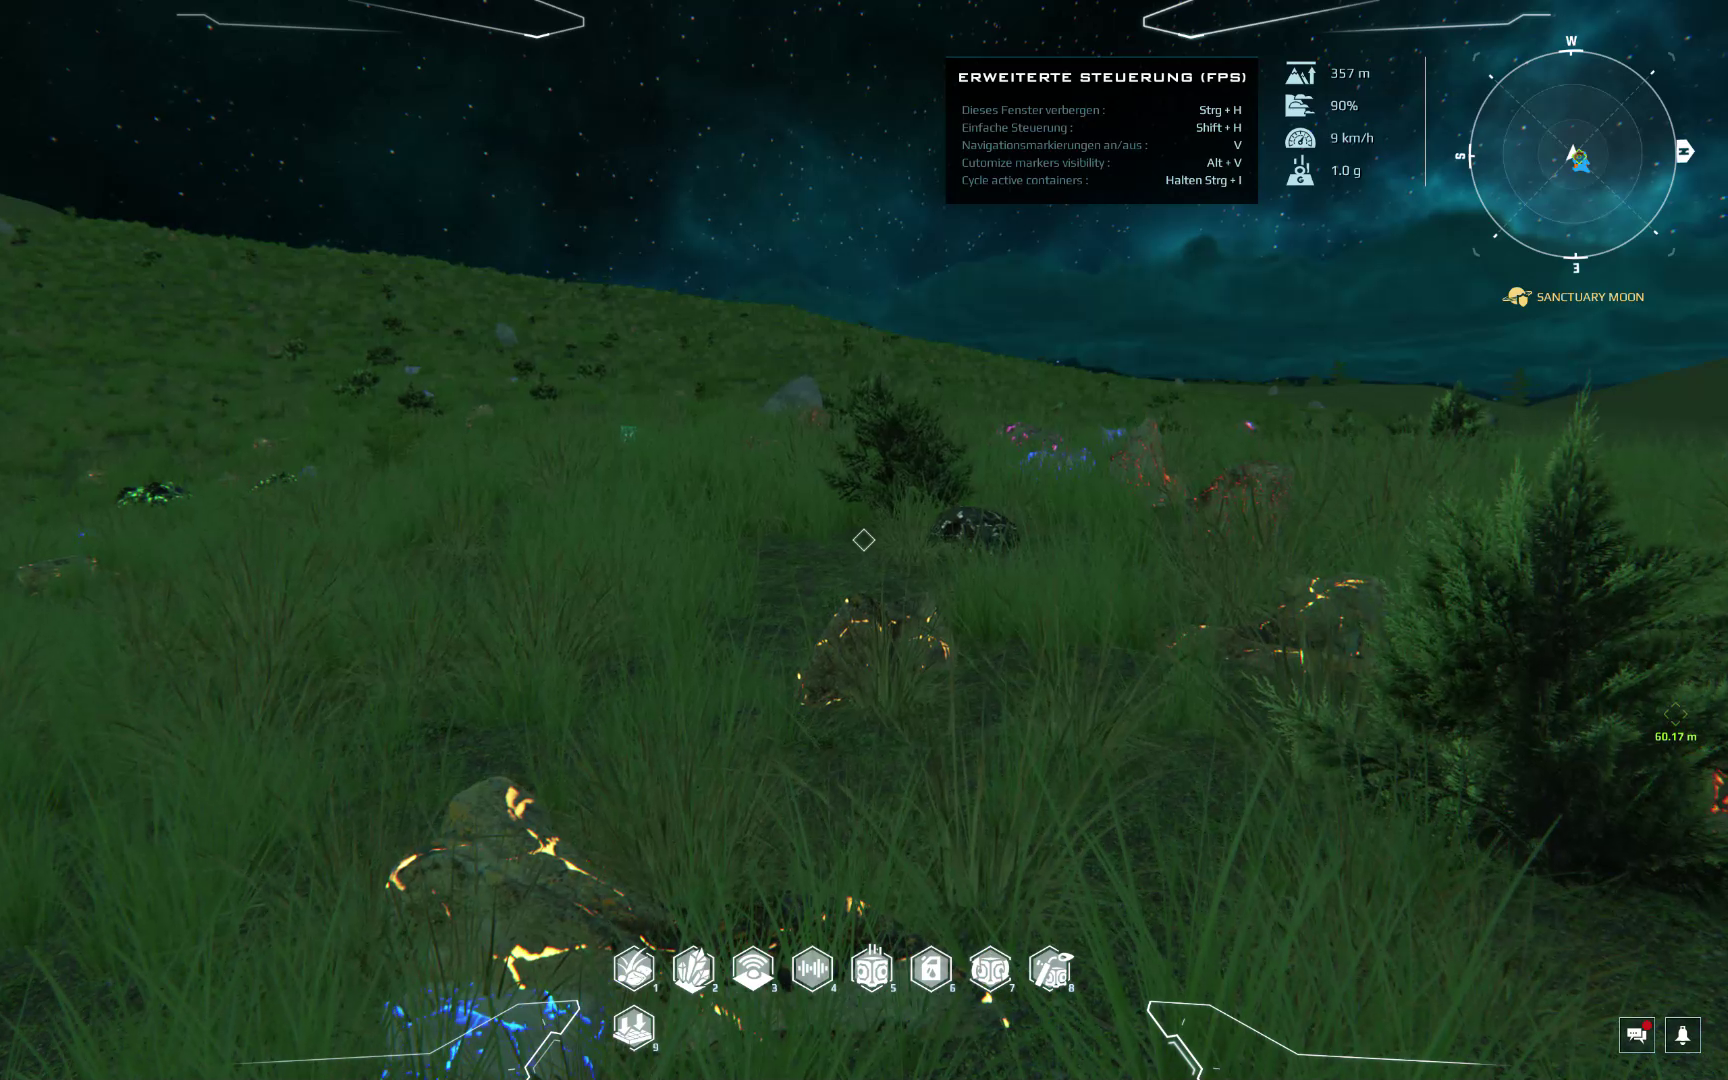 ERWEITERTE STEUERUNG (FPS)
Dieses Fenster verbergen : Strg + H
Einfache Steuerung : Shift + H
Navigationsmarkierungen an/aus : V
Cutomize markers visibility : Alt + V
Cycle active containers : Halten Strg + I
357 m
90%
9 km/h
G 1.0 g
W
S
N
E
SANCTUARY MOON
60.17 m
1 2 3 4 5 6 7 8
9